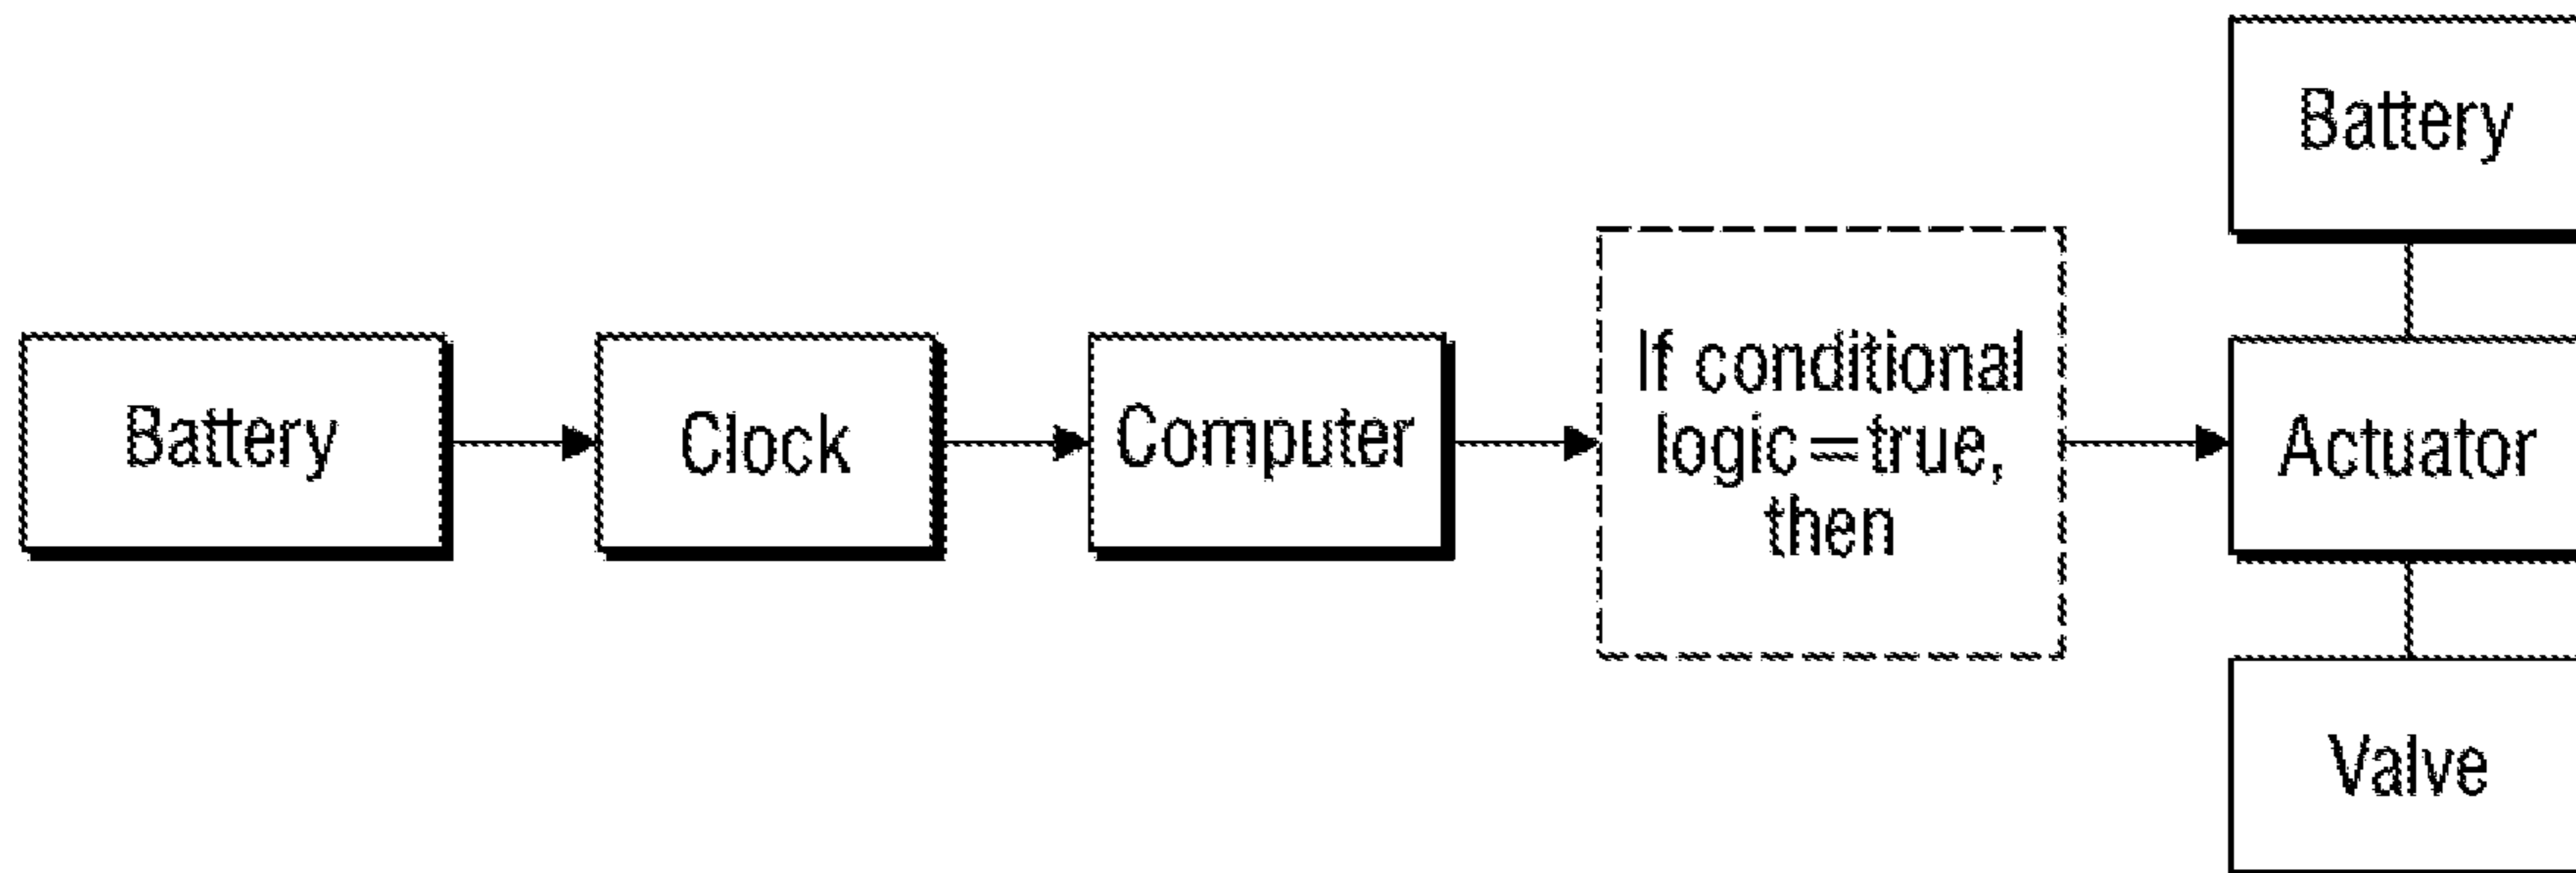 Battery
Battery
Clock
Computer
If conditional
logic=true,
then
Actuator
Valve